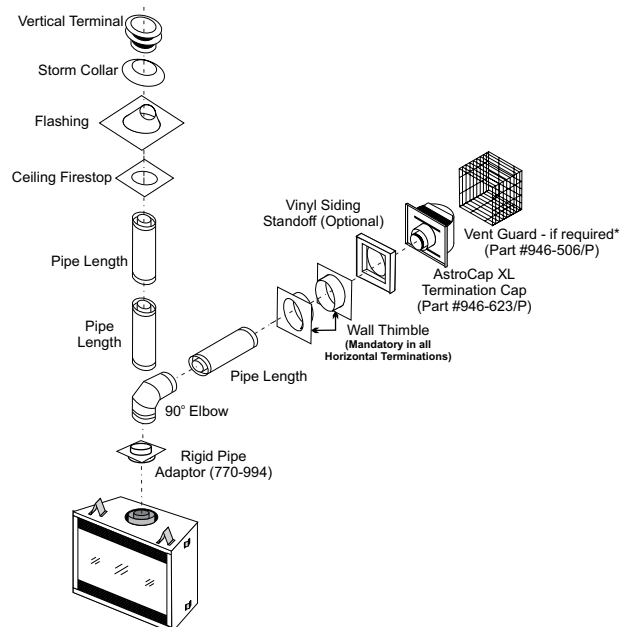 Vertical Terminal
Storm Collar
Flashing
Ceiling Firestop
Pipe Length
Pipe
Length
90° Elbow
Rigid Pipe
Adaptor (770-994)
Pipe Length
Wall Thimble
(Mandatory in all
Horizontal Terminations)
Vinyl Siding
Standoff (Optional)
AstroCap XL
Termination Cap
(Part #946-623/P)
Vent Guard - if required*
(Part #946-506/P)